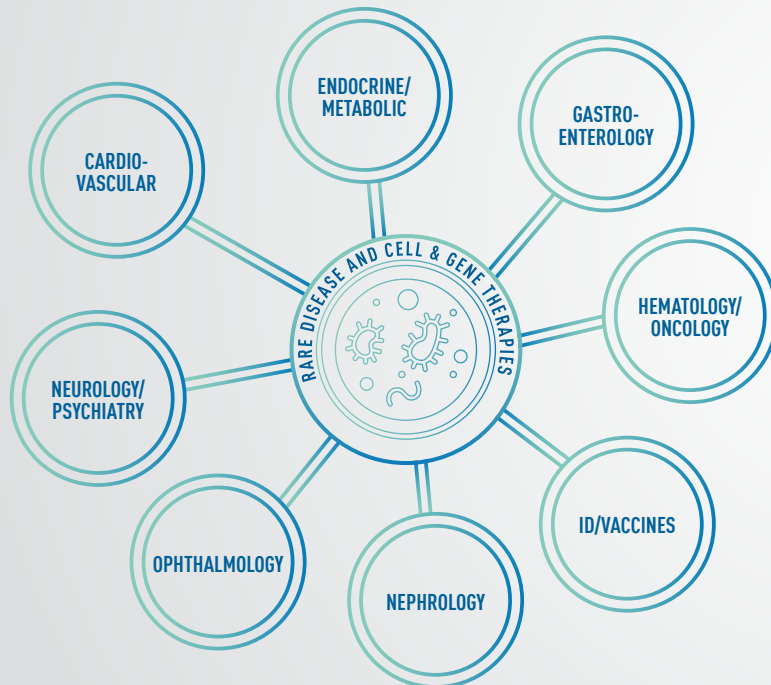 ENDOCRINE/
METABOLIC
GASTRO-
ENTEROLOGY
CARDIO-
VASCULAR
RARE DISEASE AND CELL & GENE THERAPIES
HEMATOLOGY/
ONCOLOGY
NEUROLOGY/
PSYCHIATRY
ID/VACCINES
OPHTHALMOLOGY
NEPHROLOGY